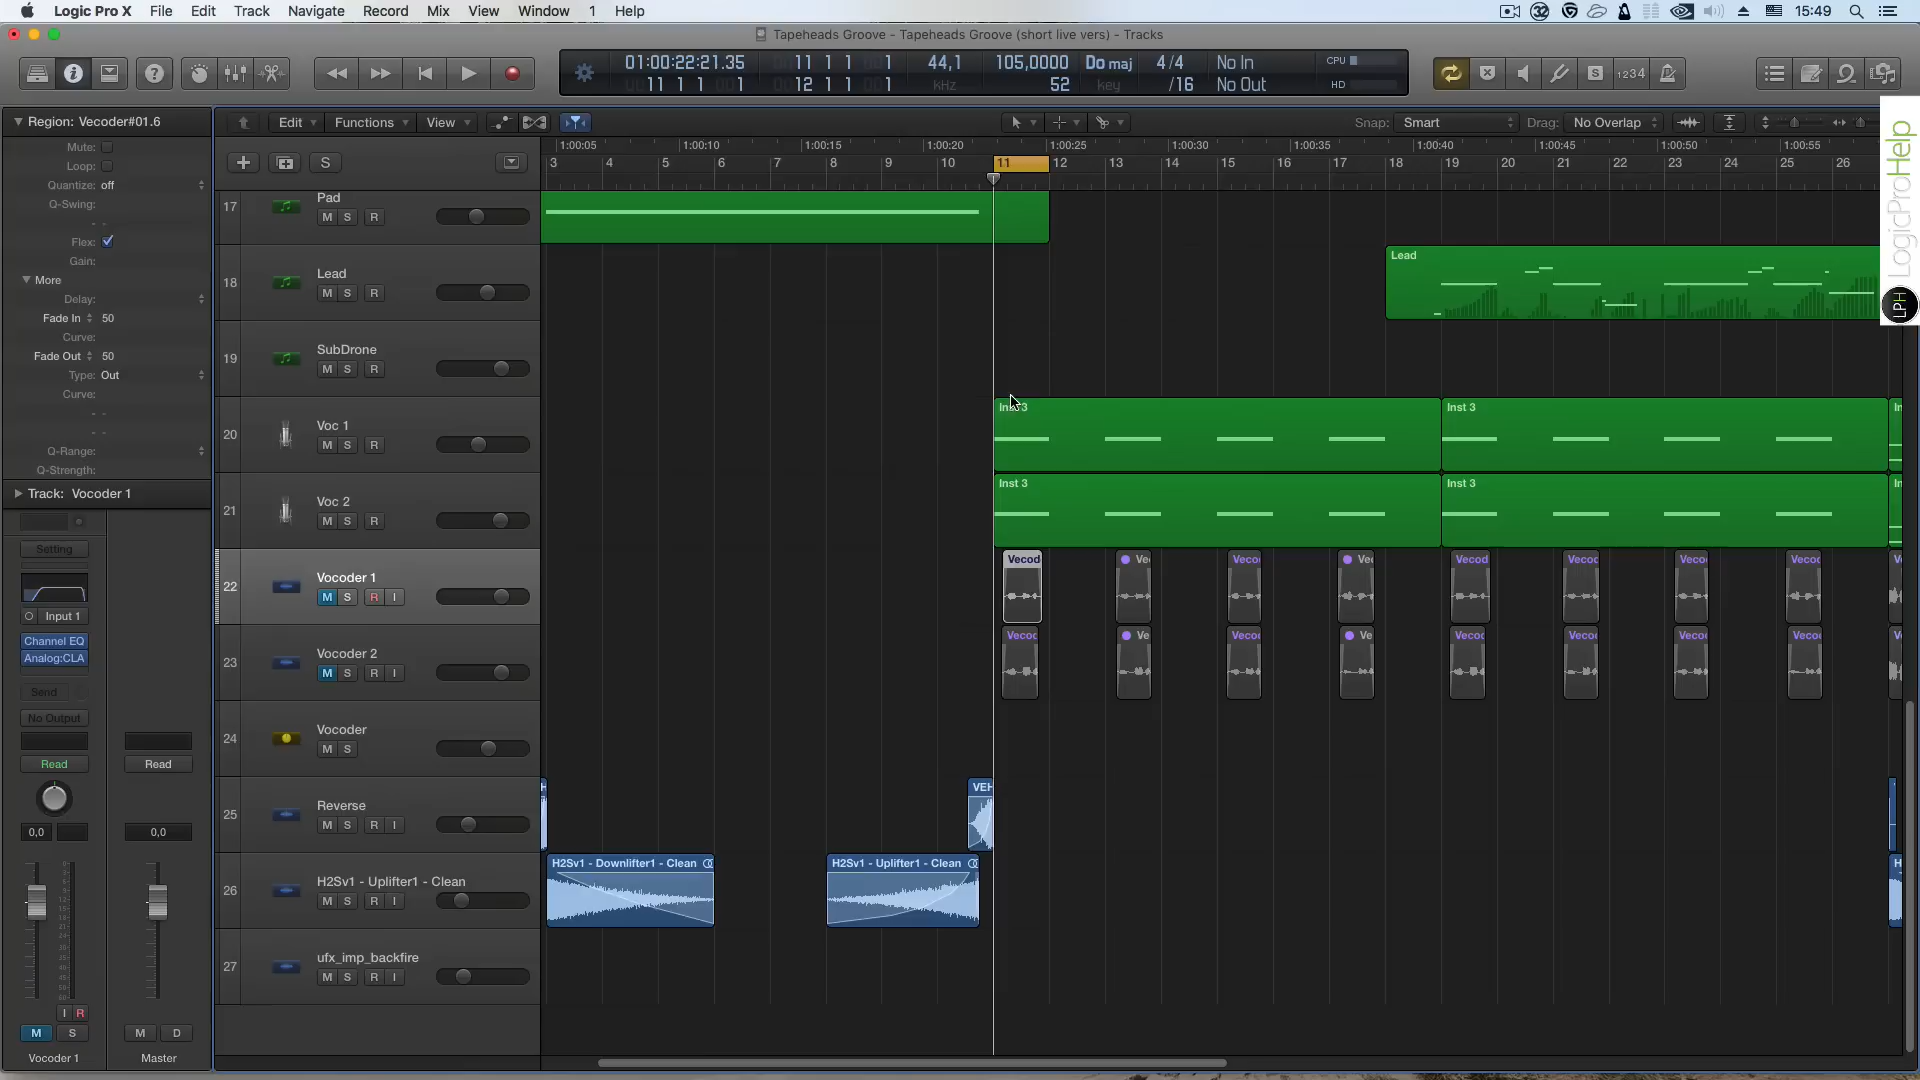 Logic Pro X File Edit Track Navigate Record Mix View Window 1 Help 15:49
Tapeheads Groove - Tapeheads Groove (short live vers) - Tracks
01:00:22:21.35 11 1 1 1 44,1 105,0000 Do maj 4/4 No In CPU
11 1 1 1 12 1 1 1 kHz 52 key /16 No Out HD
1234
Region: Vecoder#01.6
Edit Functions View Snap: Smart Drag: No Overlap
Mute:
Loop:
Quantize: off
Q-Swing:
Flex:
Gain:
More
Delay:
Fade In 50
Curve:
Fade Out 50
Type: Out
Curve:
Q-Range:
Q-Strength:
Track: Vocoder 1
Setting
Input 1
Channel EQ
Analog:CLA
Send
No Output
Read Read
0,0 0,0
I R
M S M D
Vocoder 1 Master
S
1:00:05 1:00:10 1:00:15 1:00:20 1:00:25 1:00:30 1:00:35 1:00:40 1:00:45 1:00:50 1:00:55
3 4 5 6 7 8 9 10 11 12 13 14 15 16 17 18 19 20 21 22 23 24 25 26
17 Pad
M S R
18 Lead
M S R
Lead
19 SubDrone
M S R
20 Voc 1
M S R
Inst 3 Inst 3 In
21 Voc 2
M S R
Inst 3 Inst 3 In
22 Vocoder 1
M S R I
Vecod Ve Veco Ve Vecod Veco Veco Veco
23 Vocoder 2
M S R I
Veco Ve Veco Ve Veco Veco Veco Veco
24 Vocoder
M S
25 Reverse
M S R I
VEH
26 H2Sv1 - Uplifter1 - Clean
M S R I
H2Sv1 - Downlifter1 - Clean H2Sv1 - Uplifter1 - Clean
27 ufx_imp_backfire
M S R I
LogicProHelp
LPH